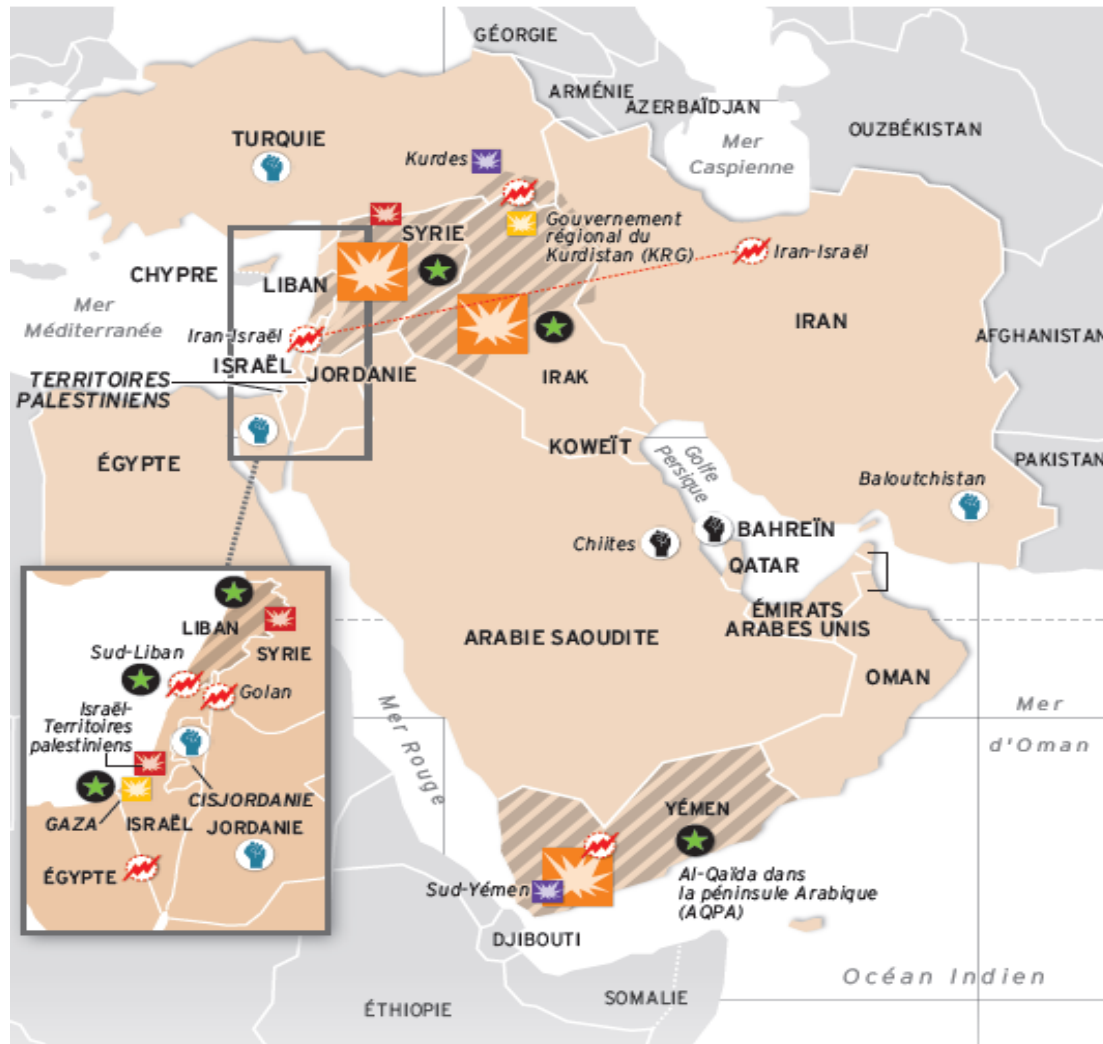 GÉORGIE
ARMÉNIE
AZERBAÏDJAN
Mer
Caspienne
OUZBÉKISTAN
TURQUIE
Kurdes
Gouvernement
régional du
Kurdistan (KRG)
Iran-Israël
SYRIE
CHYPRE
LIBAN
Mer
Méditerranée
IRAN
AFGHANISTAN
Iran-Israël
ISRAËL
JORDANIE
IRAK
TERRITOIRES
PALESTINIENS
KOWEÏT
Golfe
Persique
ÉGYPTE
PAKISTAN
Baloutchistan
Chiites
BAHREÏN
QATAR
ÉMIRATS
ARABES UNIS
ARABIE SAOUDITE
OMAN
Mer
d'Oman
Mer Rouge
LIBAN
SYRIE
Sud-Liban
Golan
Israël-
Territoires
palestiniens
CISJORDANIE
GAZA
ISRAËL
JORDANIE
ÉGYPTE
YÉMEN
Al-Qaïda dans
la péninsule Arabique
(AQPA)
Sud-Yémen
DJIBOUTI
ÉTHIOPIE
SOMALIE
Océan Indien